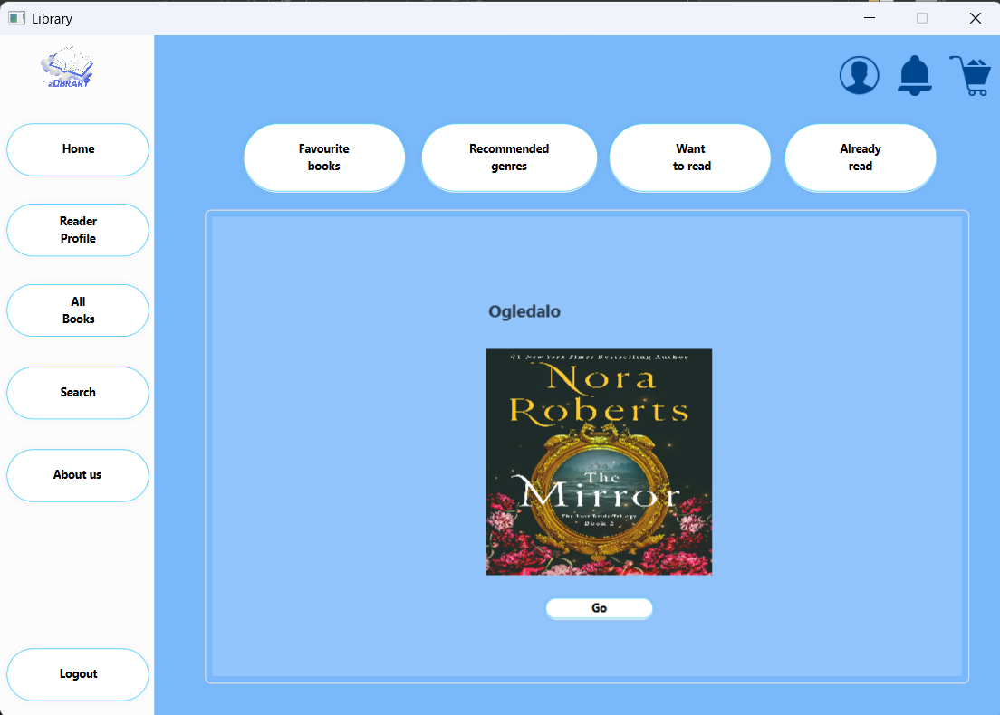 Library
eLIBRARY
Home
Reader
Profile
All
Books
Search
About us
Logout
Favourite
books
Recommended
genres
Want
to read
Already
read
Ogledalo
#1 New York Times Bestselling Author
Nora
Roberts
The
Mirror
The Lost Bride Trilogy
Book 2
Go